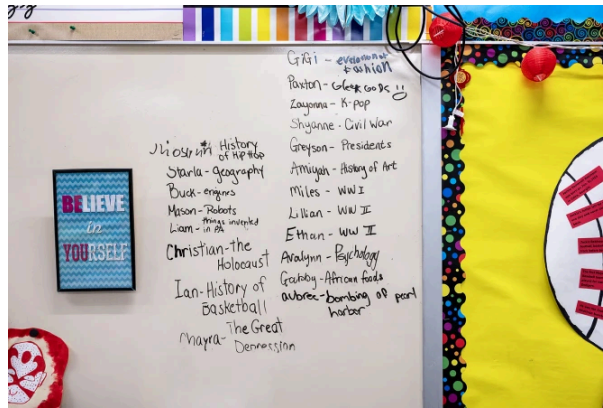 BELIEVE
in
YOURSELF
History
of Hip Hop
Starla - geography
Buck - engines
Mason - Robots
Liam - things invented
in PA
Christian - the
Holocaust
Ian - History of
Basketball
Mayra - The Great
Depression
GiGi - evolution of
fashion
Paxton - Greek Gods
Zayonna - K-pop
Shyanne - Civil War
Greyson - Presidents
Amiyah - History of Art
Miles - WW I
Lillian - WW II
Ethan - WW II
Avalynn - Psychology
Gatsby - African foods
aubree - bombing of pearl
harbor